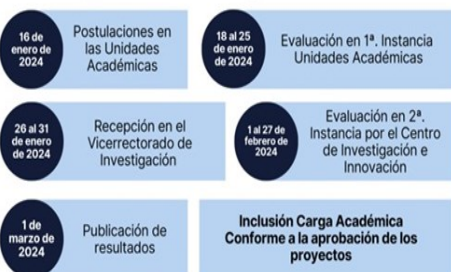 16 de
enero de
2024
Postulaciones en
las Unidades
Académicas
18 al 25
de enero
de 2024
Evaluación en 1ª. Instancia
Unidades Académicas
26 al 31
de enero
de 2024
Recepción en el
Vicerrectorado de
Investigación
1 al 27 de
febrero de
2024
Evaluación en 2ª.
Instancia por el Centro
de Investigación e
Innovación
1 de
marzo de
2024
Publicación de
resultados
Inclusión Carga Académica
Conforme a la aprobación de los
proyectos